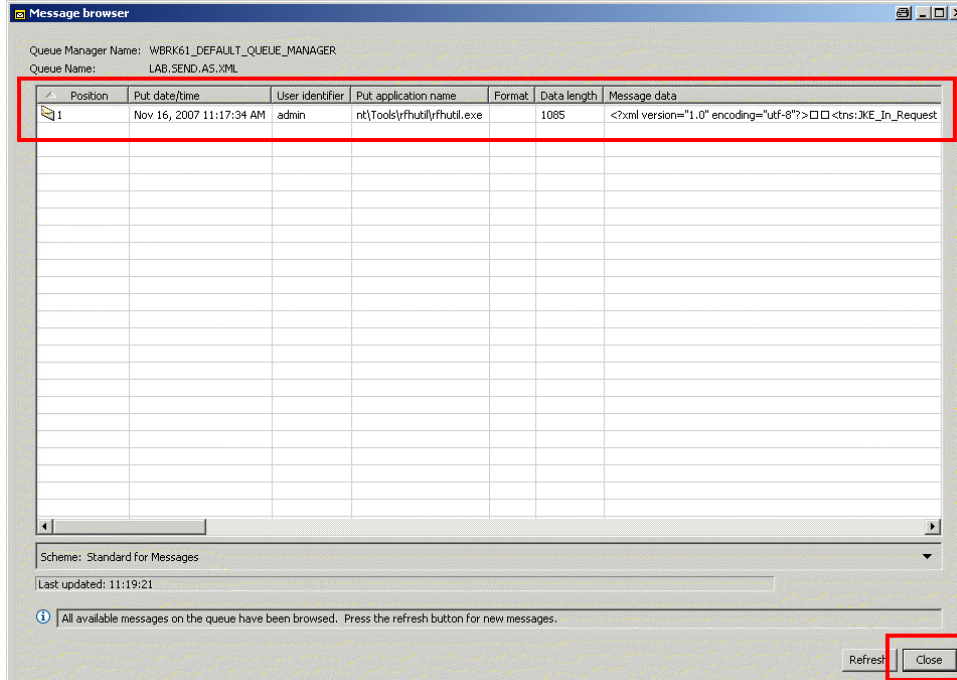 Message browser
Queue Manager Name: WBRK61_DEFAULT_QUEUE_MANAGER
Queue Name: LAB.SEND.AS.XML
Position Put date/time User identifier Put application name Format Data length Message data
1 Nov 16, 2007 11:17:34 AM admin nt\Tools\rfhutil\rfhutil.exe 1085 <?xml version="1.0" encoding="utf-8"?>□□<tns:JKE_In_Request
Scheme: Standard for Messages
Last updated: 11:19:21
All available messages on the queue have been browsed. Press the refresh button for new messages.
Refresh Close